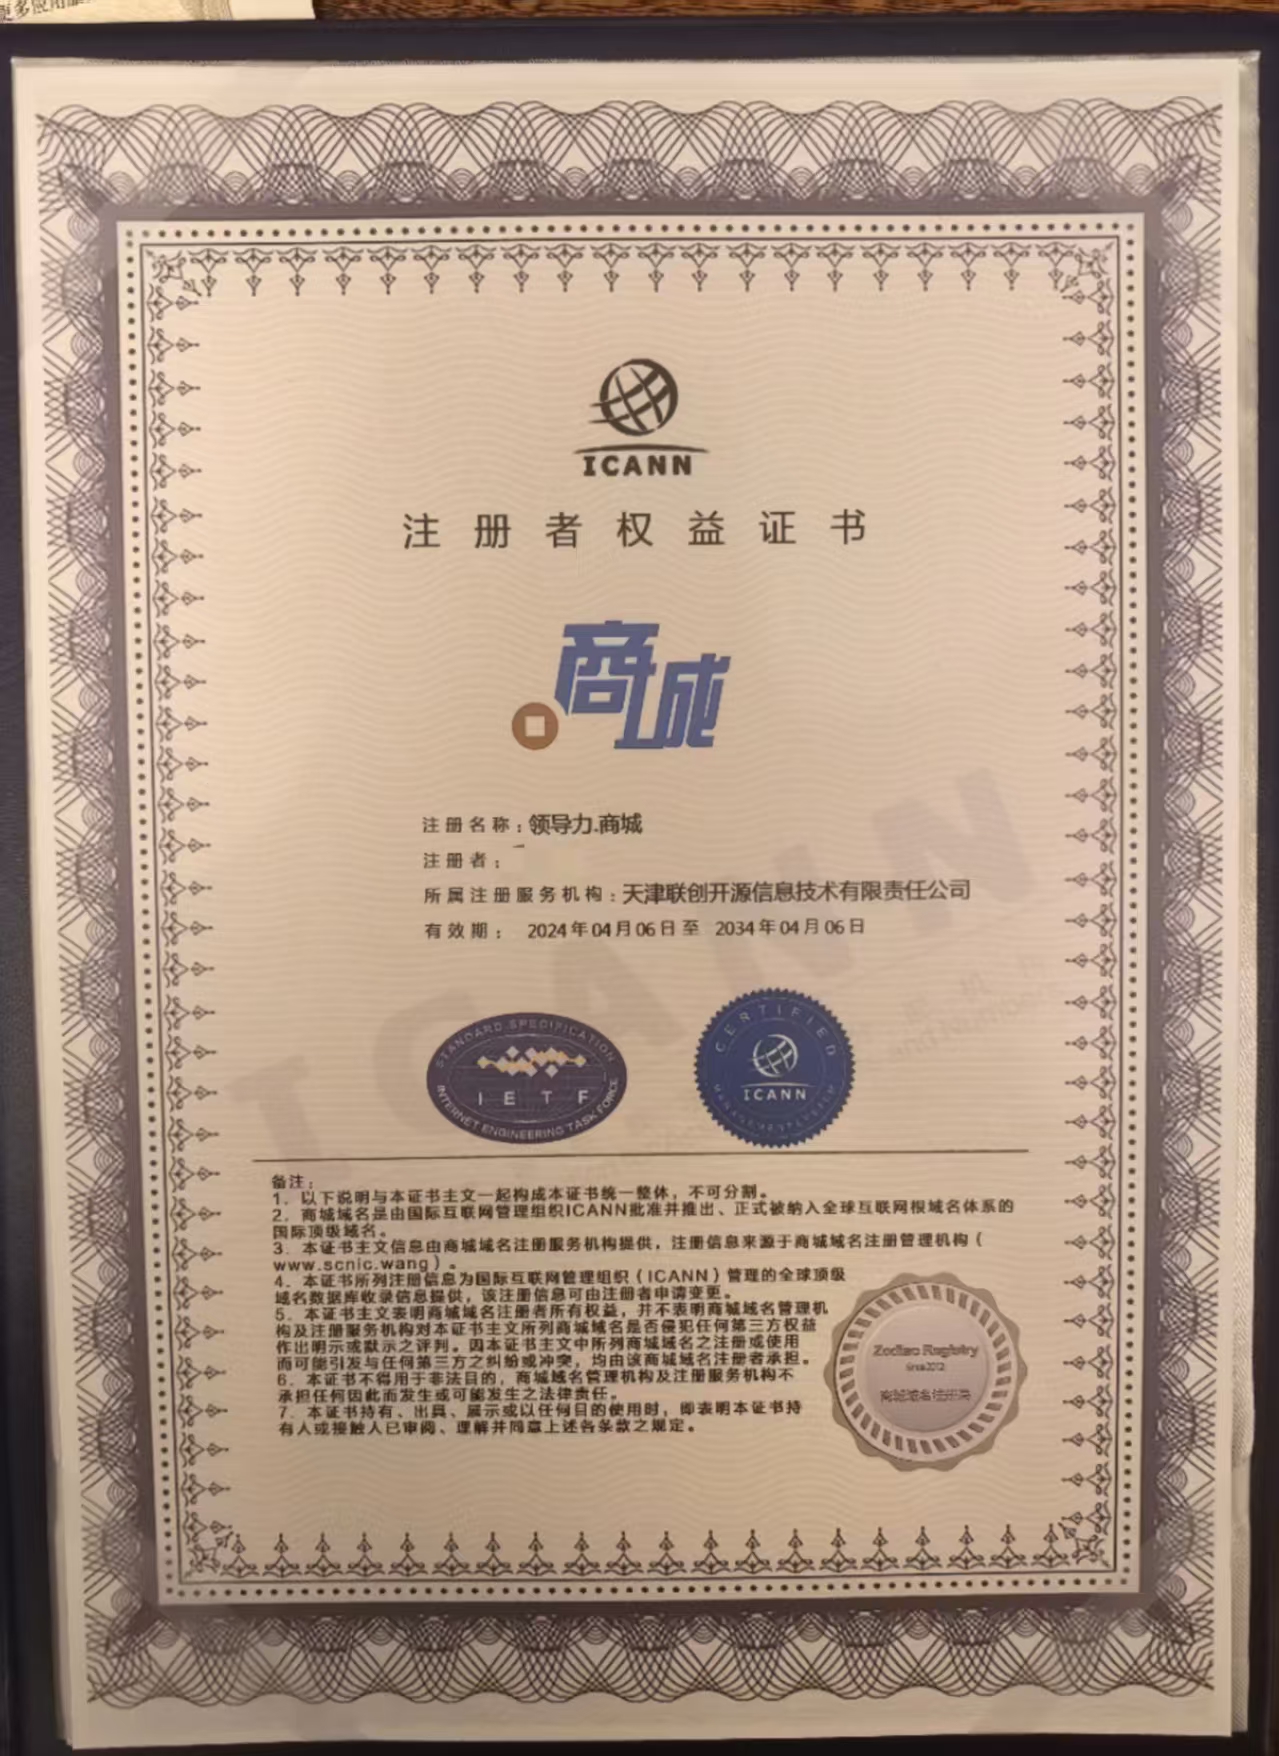 ICANN
注册者权益证书
商城
注册名称：领导力.商城
注册者：
所属注册服务机构：天津联创开源信息技术有限责任公司
有效期： 2024年04月06日至 2034年04月06日
ICANN
STANDARD SPECIFICATION
IETF
INTERNET ENGINEERING TASK FORCE
CERTIFIED
ICANN
备注：
1．以下说明与本证书主文一起构成本证书统一整体，不可分割。
2．商城域名是由国际互联网管理组织ICANN批准并推出、正式被纳入全球互联网根域名体系的
国际顶级域名。
3．本证书主文信息由商城域名注册服务机构提供，注册信息来源于商城域名注册管理机构（
www.scnic.wang）。
4．本证书所列注册信息为国际互联网管理组织（ICANN）管理的全球顶级
域名数据库收录信息提供，该注册信息可由注册者申请变更。
5．本证书主文表明商城域名注册者所有权益，并不表明商城域名管理机
构及注册服务机构对本证书主文所列商城域名是否侵犯任何第三方权益
作出明示或默示之评判。因本证书主文中所列商城域名之注册或使用
而可能引发与任何第三方之纠纷或冲突，均由该商城域名注册者承担。
6．本证书不得用于非法目的，商城域名管理机构及注册服务机构不
承担任何因此而发生或可能发生之法律责任。
7．本证书持有、出具、展示或以任何目的使用时，即表明本证书持
有人或接触人已审阅、理解并同意上述各条款之规定。
Zodiac Registry
Since2012